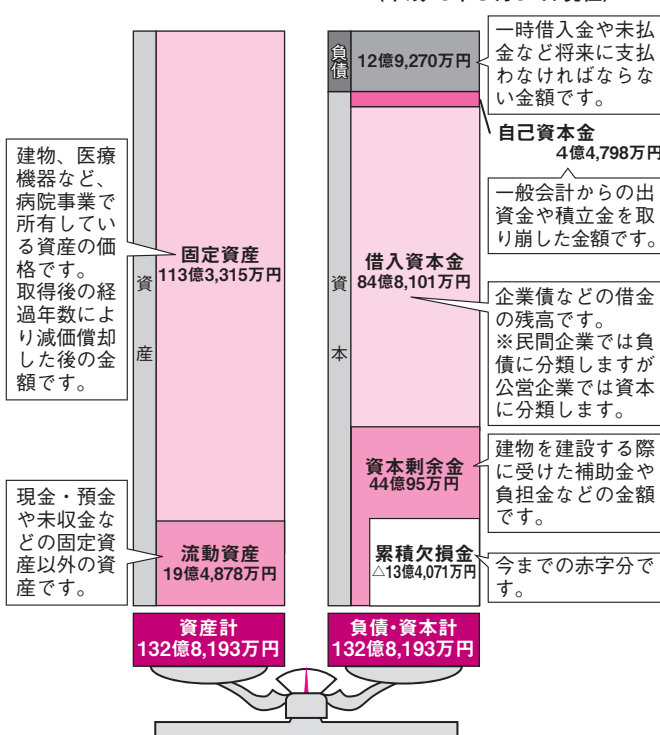 建物、医療
機器など、
病院事業で
所有してい
る資産の価
格です。
取得後の経
過年数によ
り減価償却
した後の金
額です。
現金・預金
や未収金な
どの固定資
産以外の資
産です。
資
産
固定資産
113億3,315万円
流動資産
19億4,878万円
資産計
132億8,193万円
負債
12億9,270万円
資
本
借入資本金
84億8,101万円
資本剰余金
44億95万円
累積欠損金
△13億4,071万円
負債・資本計
132億8,193万円
一時借入金や未払
金など将来に支払
わなければならな
い金額です。
自己資本金
4億4,798万円
一般会計からの出
資金や積立金を取
り崩した金額です。
企業債などの借金
の残高です。
※民間企業では負
債に分類しますが
公営企業では資本
に分類します。
建物を建設する際
に受けた補助金や
負担金などの金額
です。
今までの赤字分で
す。